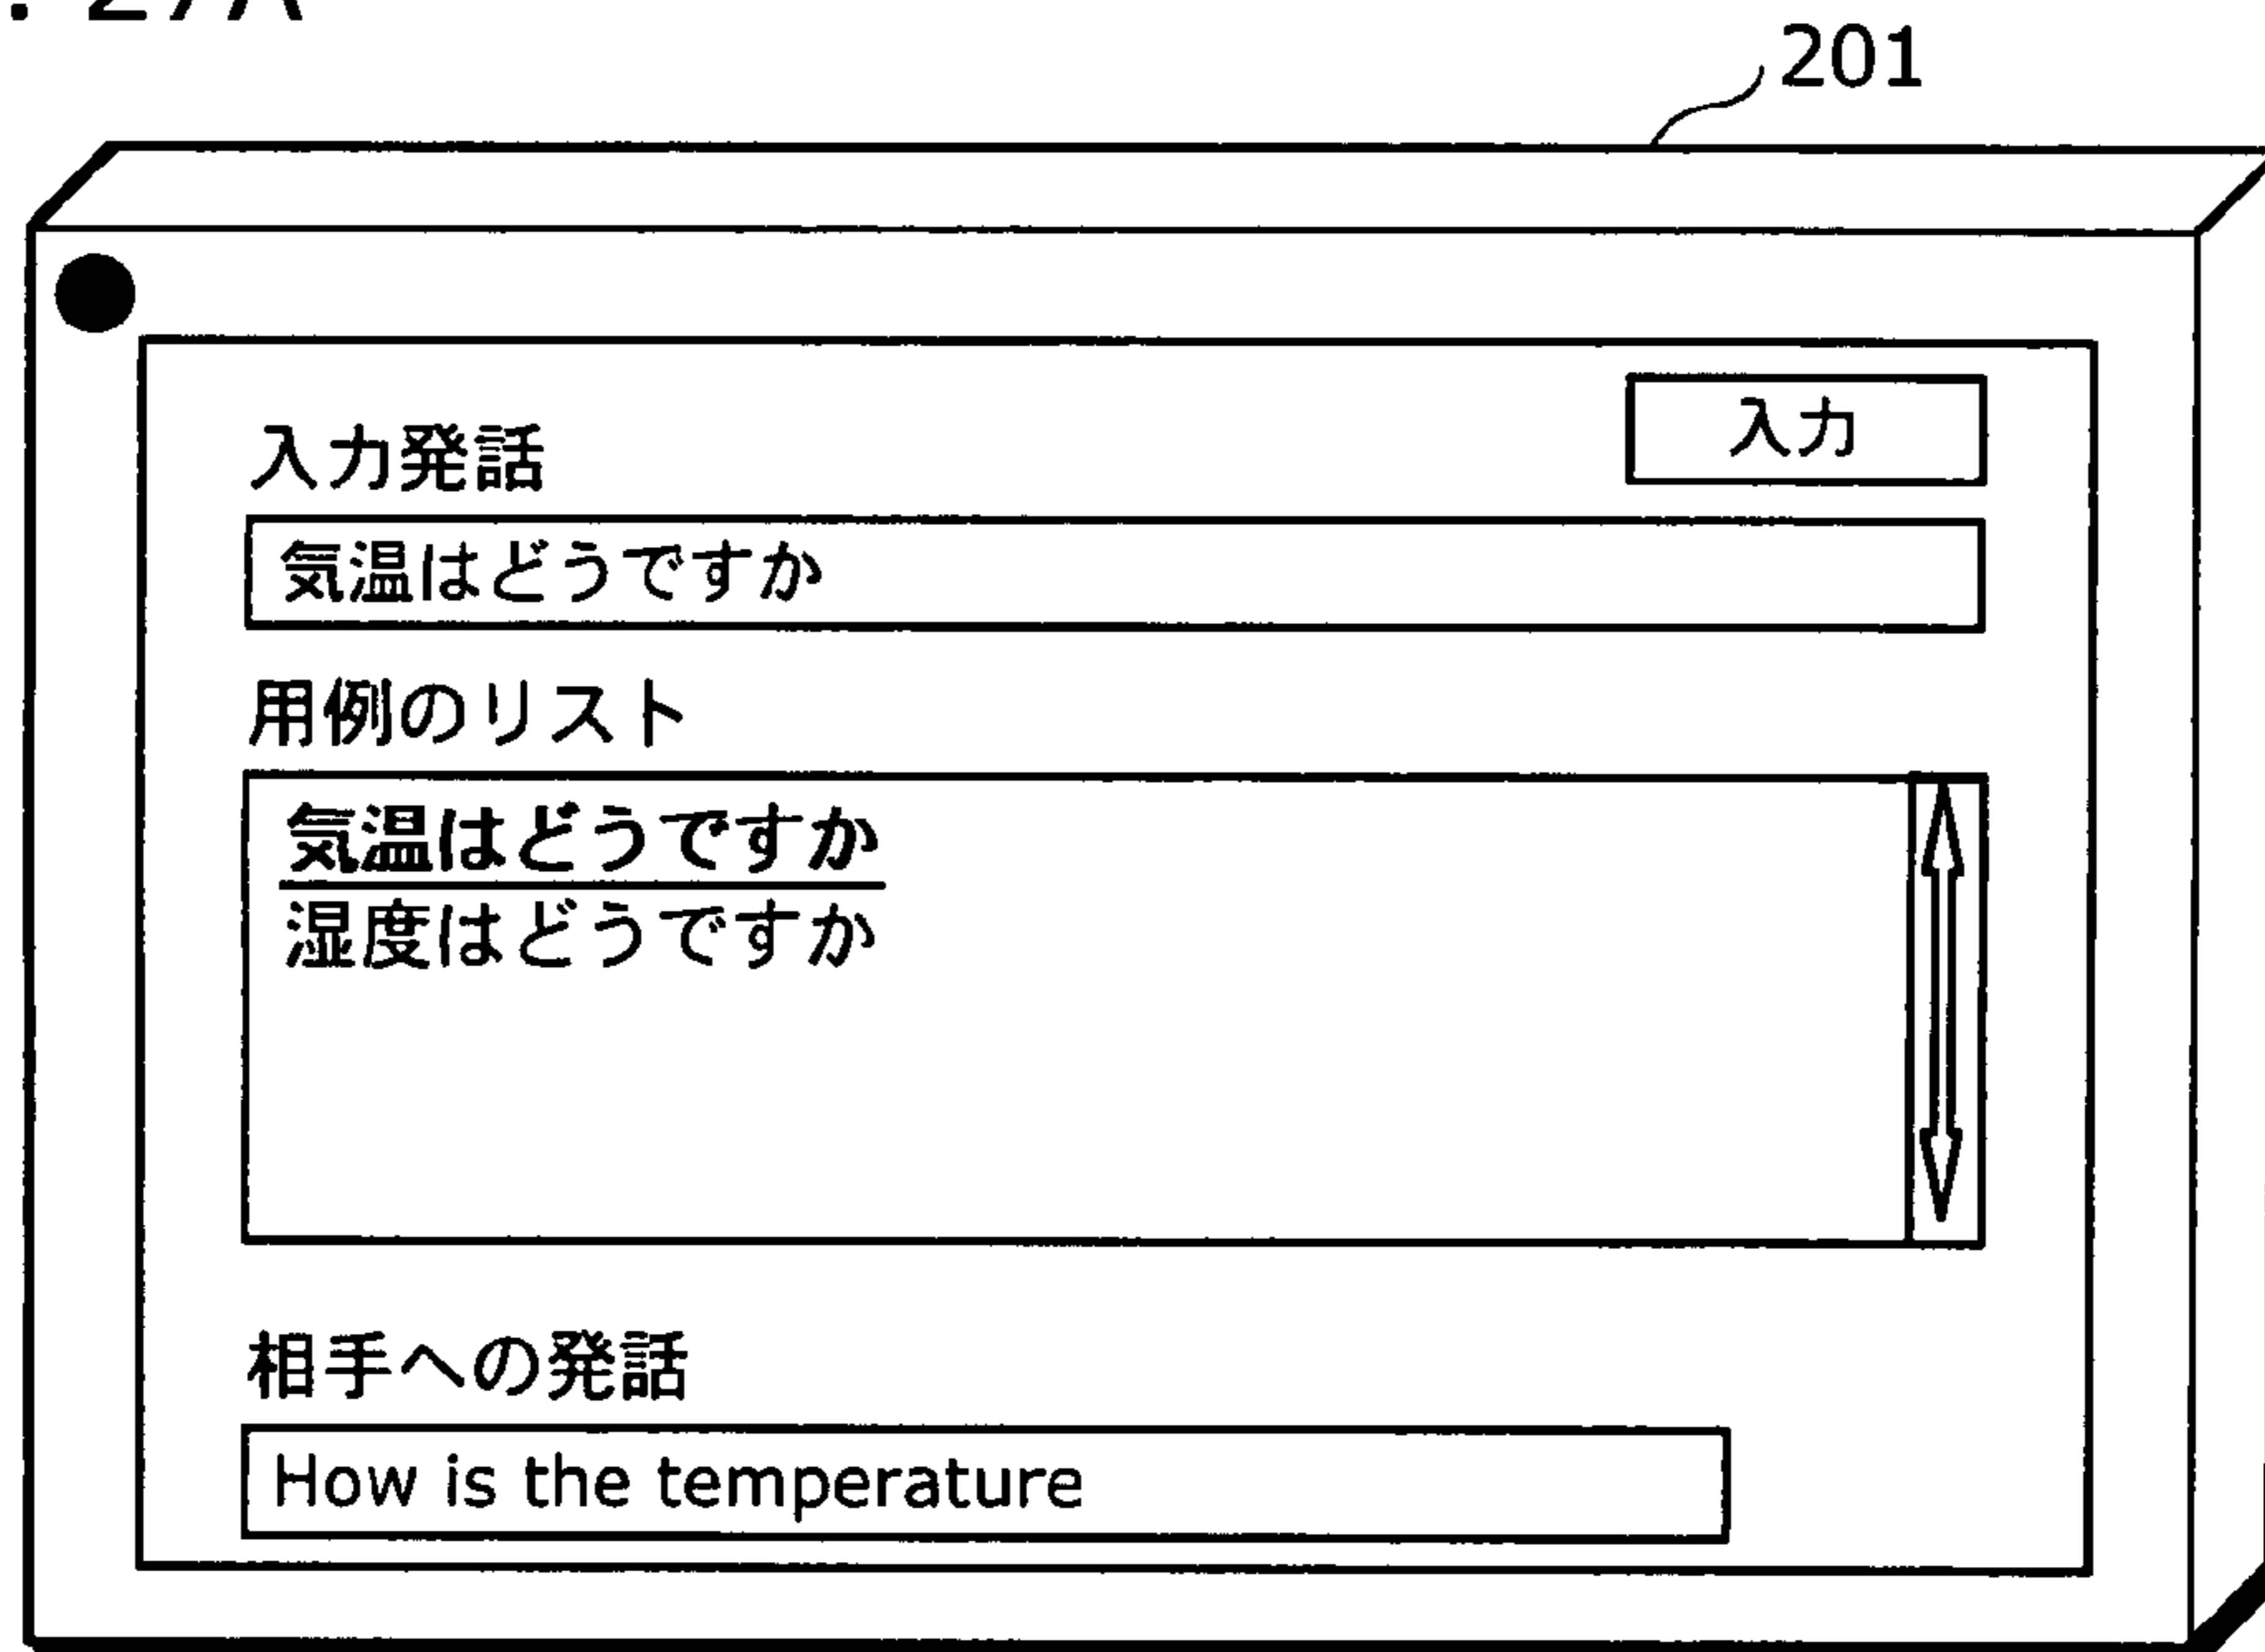 . 27A
201
入力発話
入力
気温はどうですか
用例のリスト
気温はどうですか
湿度はどうですか
相手への発話
How is the temperature